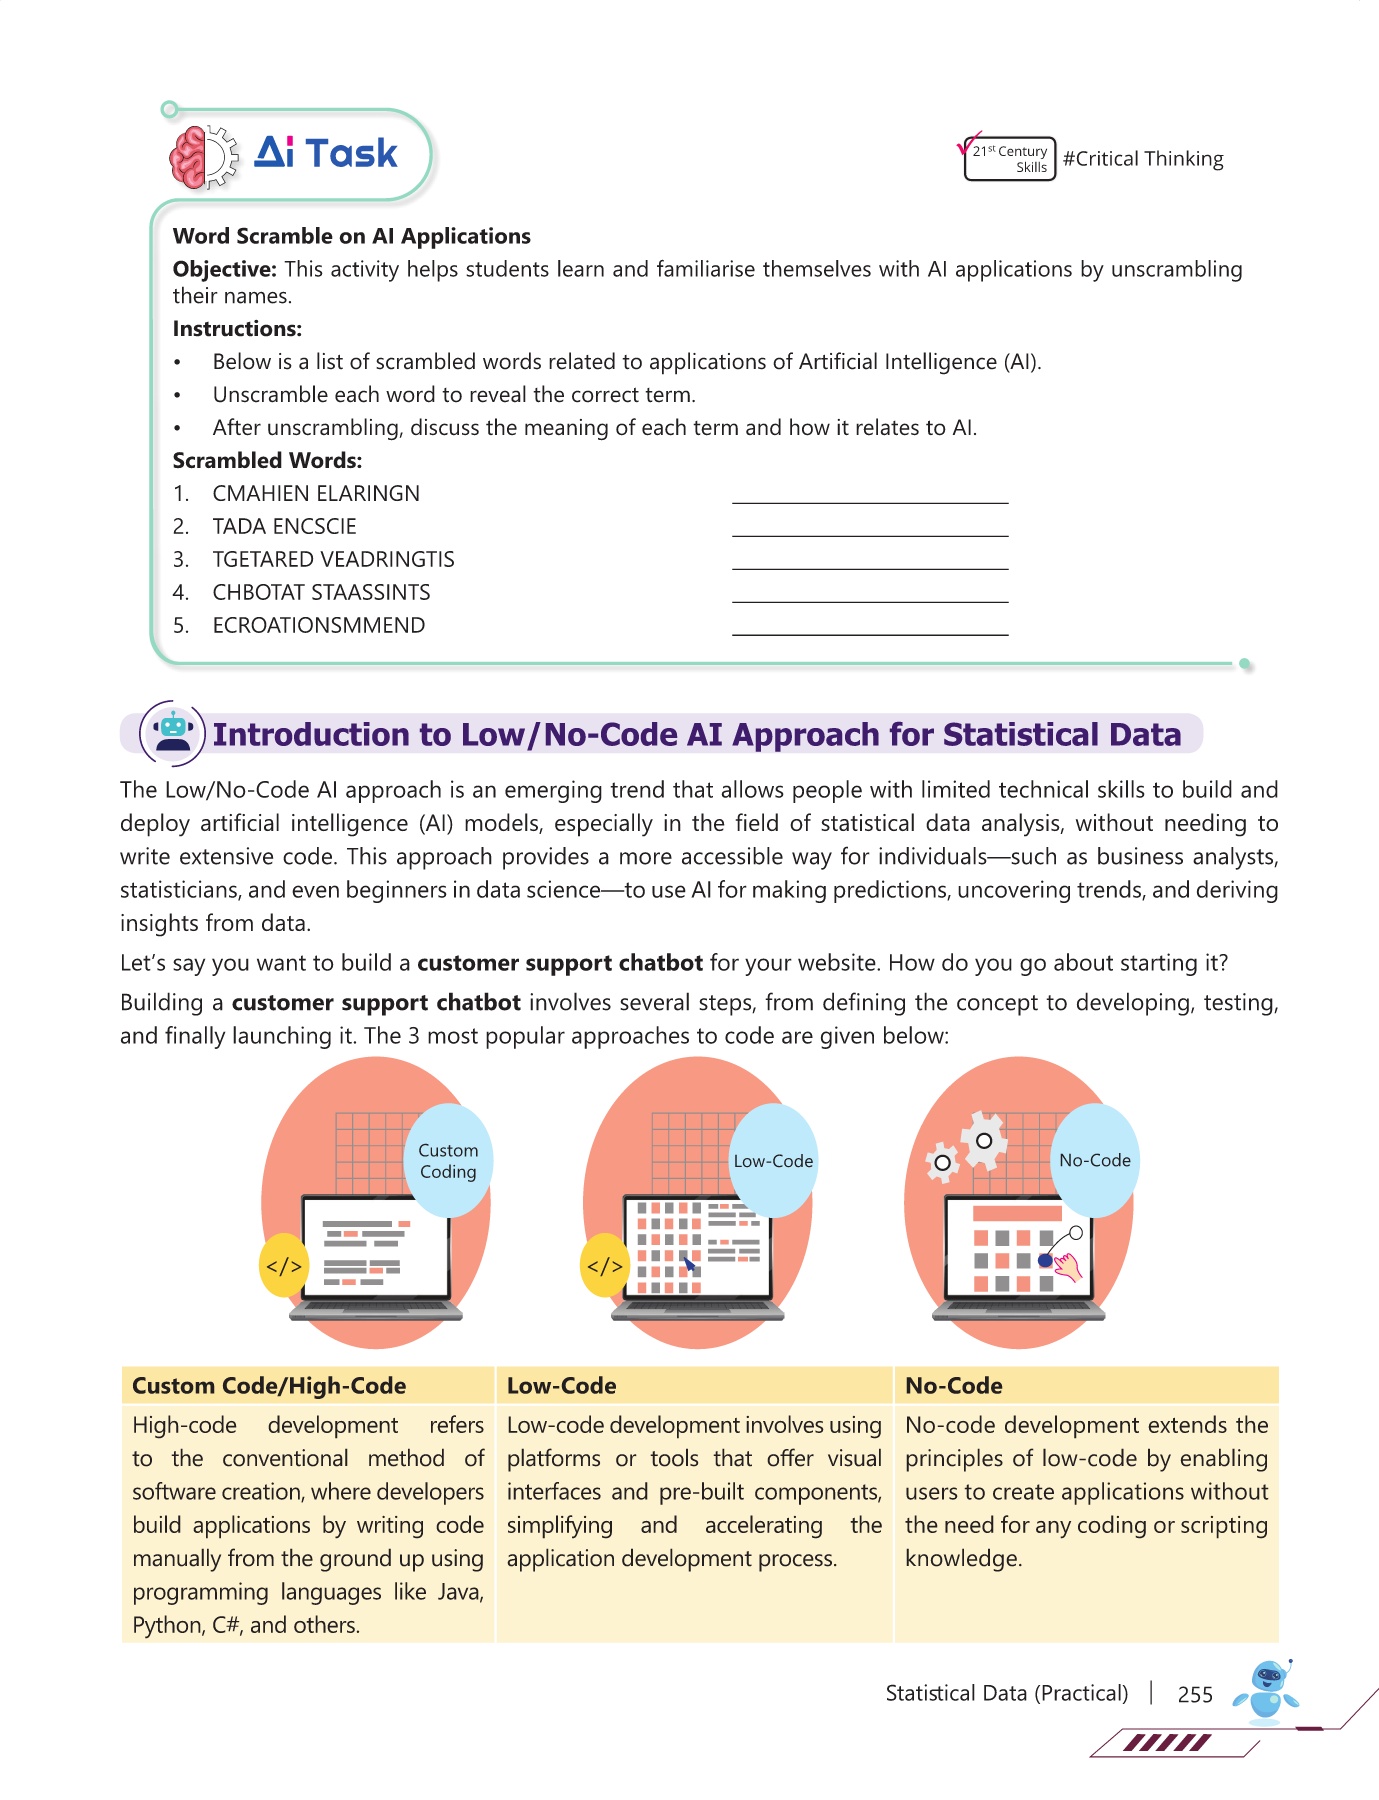 Ai Task
21st Century
Skills
#Critical Thinking
Word Scramble on AI Applications
Objective: This activity helps students learn and familiarise themselves with AI applications by unscrambling
their names.
Instructions:
• Below is a list of scrambled words related to applications of Artificial Intelligence (AI).
• Unscramble each word to reveal the correct term.
• After unscrambling, discuss the meaning of each term and how it relates to AI.
Scrambled Words:
1. CMAHIEN ELARINGN
2. TADA ENCSCIE
3. TGETARED VEADRINGTIS
4. CHBOTAT STAASSINTS
5. ECROATIONSMMEND
Introduction to Low/No-Code AI Approach for Statistical Data
The Low/No-Code AI approach is an emerging trend that allows people with limited technical skills to build and
deploy artificial intelligence (AI) models, especially in the field of statistical data analysis, without needing to
write extensive code. This approach provides a more accessible way for individuals—such as business analysts,
statisticians, and even beginners in data science—to use AI for making predictions, uncovering trends, and deriving
insights from data.
Let's say you want to build a customer support chatbot for your website. How do you go about starting it?
Building a customer support chatbot involves several steps, from defining the concept to developing, testing,
and finally launching it. The 3 most popular approaches to code are given below:
Custom
Coding
</>
Low-Code
</>
No-Code
Custom Code/High-Code
High-code development refers
to the conventional method of
software creation, where developers
build applications by writing code
manually from the ground up using
programming languages like Java,
Python, C#, and others.
Low-Code
Low-code development involves using
platforms or tools that offer visual
interfaces and pre-built components,
simplifying and accelerating the
application development process.
No-Code
No-code development extends the
principles of low-code by enabling
users to create applications without
the need for any coding or scripting
knowledge.
Statistical Data (Practical) | 255